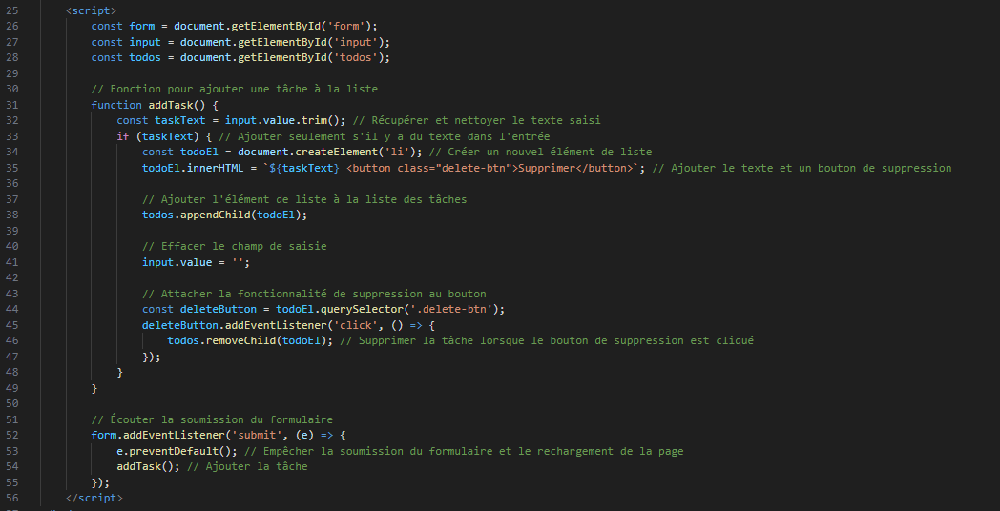 25 <script>
26 const form = document.getElementById('form');
27 const input = document.getElementById('input');
28 const todos = document.getElementById('todos');
29
30 // Fonction pour ajouter une tâche à la liste
31 function addTask() {
32 const taskText = input.value.trim(); // Récupérer et nettoyer le texte saisi
33 if (taskText) { // Ajouter seulement s'il y a du texte dans l'entrée
34 const todoEl = document.createElement('li'); // Créer un nouvel élément de liste
35 todoEl.innerHTML = `${taskText} <button class="delete-btn">Supprimer</button>`; // Ajouter le texte et un bouton de suppression
36
37 // Ajouter l'élément de liste à la liste des tâches
38 todos.appendChild(todoEl);
39
40 // Effacer le champ de saisie
41 input.value = '';
42
43 // Attacher la fonctionnalité de suppression au bouton
44 const deleteButton = todoEl.querySelector('.delete-btn');
45 deleteButton.addEventListener('click', () => {
46 todos.removeChild(todoEl); // Supprimer la tâche lorsque le bouton de suppression est cliqué
47 });
48 }
49 }
50
51 // Écouter la soumission du formulaire
52 form.addEventListener('submit', (e) => {
53 e.preventDefault(); // Empêcher la soumission du formulaire et le rechargement de la page
54 addTask(); // Ajouter la tâche
55 });
56 </script>